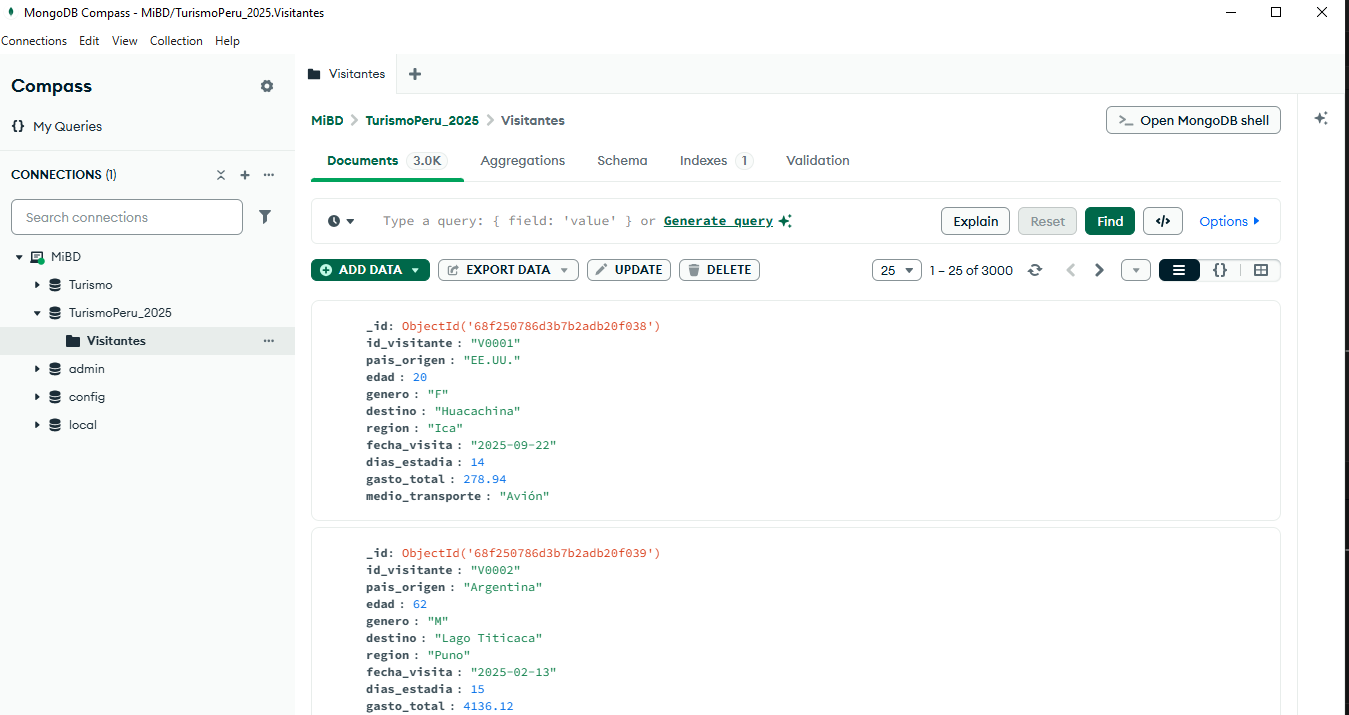 MongoDB Compass - MiBD/TurismoPeru_2025.Visitantes
Connections Edit View Collection Help
Compass
{} My Queries
CONNECTIONS (1)
Search connections
MiBD
Turismo
TurismoPeru_2025
Visitantes
admin
config
local
Visitantes
MiBD > TurismoPeru_2025 > Visitantes
>_ Open MongoDB shell
Documents 3.0K Aggregations Schema Indexes 1 Validation
Type a query: { field: 'value' } or Generate query
Explain Reset Find </> Options
ADD DATA EXPORT DATA UPDATE DELETE
25 1 – 25 of 3000 {}
_id: ObjectId('68f250786d3b7b2adb20f038')
id_visitante : "V0001"
pais_origen : "EE.UU."
edad : 20
genero : "F"
destino : "Huacachina"
region : "Ica"
fecha_visita : "2025-09-22"
dias_estadia : 14
gasto_total : 278.94
medio_transporte : "Avión"
_id: ObjectId('68f250786d3b7b2adb20f039')
id_visitante : "V0002"
pais_origen : "Argentina"
edad : 62
genero : "M"
destino : "Lago Titicaca"
region : "Puno"
fecha_visita : "2025-02-13"
dias_estadia : 15
gasto_total : 4136.12